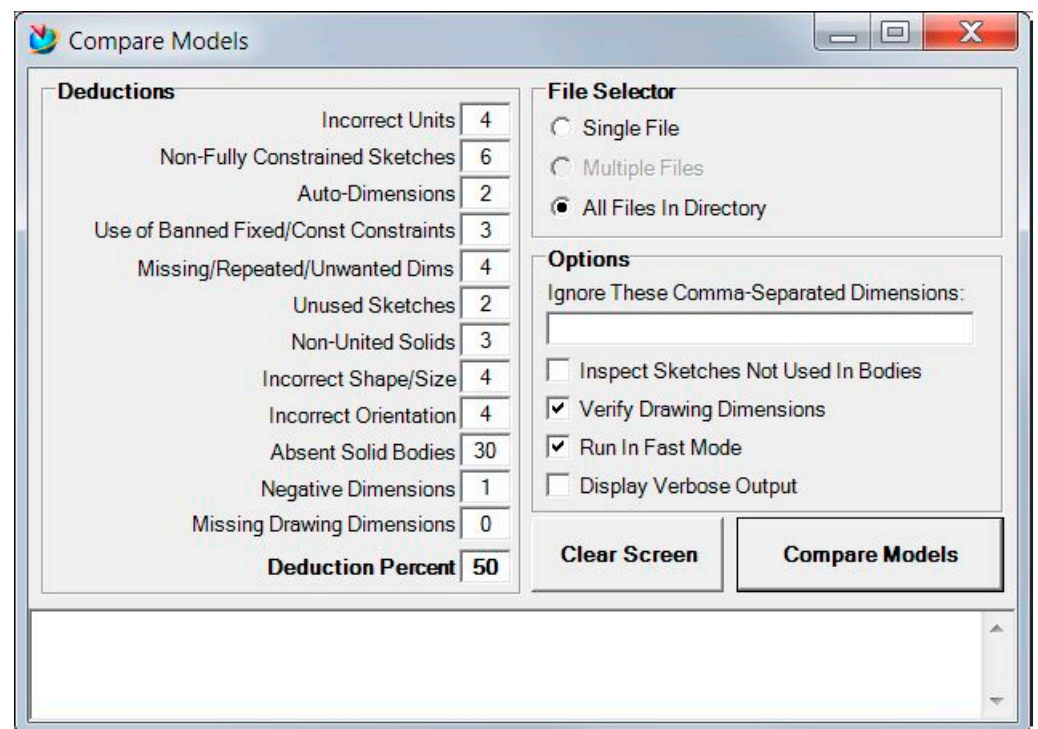 Compare Models
Deductions
Incorrect Units 4
Non-Fully Constrained Sketches 6
Auto-Dimensions 2
Use of Banned Fixed/Const Constraints 3
Missing/Repeated/Unwanted Dims 4
Unused Sketches 2
Non-United Solids 3
Incorrect Shape/Size 4
Incorrect Orientation 4
Absent Solid Bodies 30
Negative Dimensions 1
Missing Drawing Dimensions 0
Deduction Percent 50
File Selector
Single File
Multiple Files
All Files In Directory
Options
Ignore These Comma-Separated Dimensions:
Inspect Sketches Not Used In Bodies
Verify Drawing Dimensions
Run In Fast Mode
Display Verbose Output
Clear Screen
Compare Models